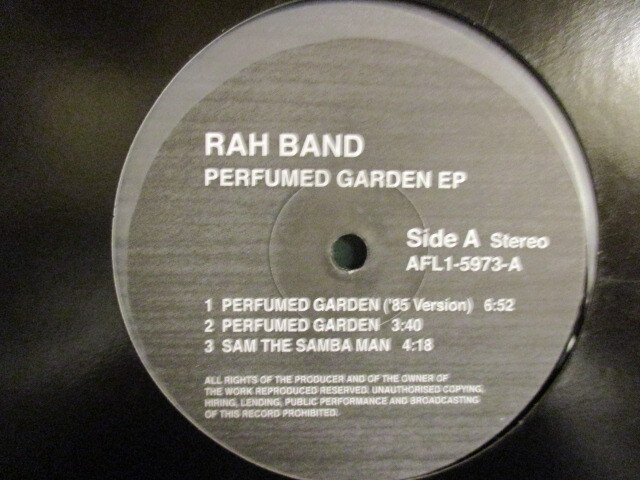 RAH BAND
PERFUMED GARDEN EP
Side A Stereo
AFL1-5973-A
1 PERFUMED GARDEN ('85 Version) 6:52
2 PERFUMED GARDEN 3:40
3 SAM THE SAMBA MAN 4:18
ALL RIGHTS OF THE PRODUCER AND OF THE OWNER OF
THE WORK REPRODUCED RESERVED. UNAUTHORISED COPYING,
HIRING, LENDING, PUBLIC PERFORMANCE AND BROADCASTING
OF THIS RECORD PROHIBITED.